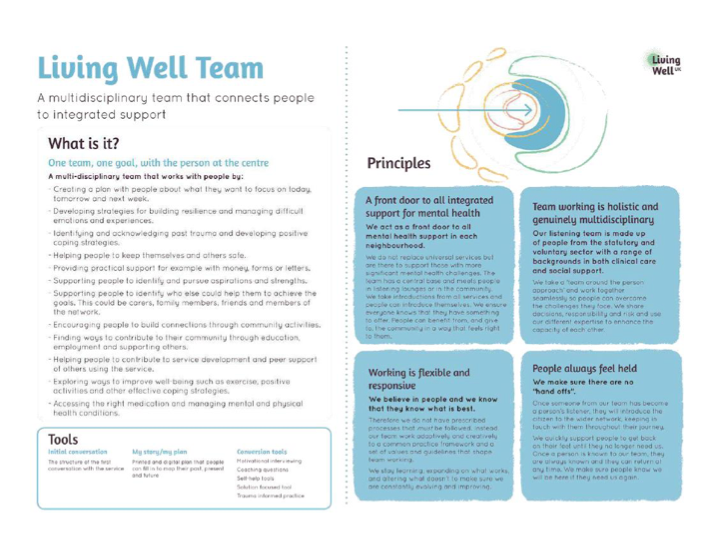 Living Well Team
A multidisciplinary team that connects people
to integrated support
What is it?
One team, one goal, with the person at the centre
A multi-disciplinary team that works with people by:
- Creating a plan with people about what they want to focus on today,
tomorrow and next week.
- Developing strategies for building resilience and managing difficult
emotions and experiences.
- Identifying and acknowledging past trauma and developing positive
coping strategies.
- Helping people to keep themselves and others safe.
- Providing practical support for example with money, forms or letters.
- Supporting people to identify and pursue aspirations and strengths.
- Supporting people to identify who else could help them to achieve the
goals. This could be carers, family members, friends and members of
the network.
- Encouraging people to build connections through community activities.
- Finding ways to contribute to their community through education,
employment and supporting others.
- Helping people to contribute to service development and peer support
of others using the service.
- Exploring ways to improve well-being such as exercise, positive
activities and other effective coping strategies.
- Accessing the right medication and managing mental and physical
health conditions.
Tools
Initial conversation
The structure of the first
conversation with the service
My story/my plan
Printed and digital plan that people
can fill in to map their past, present
and future
Conversion tools
Motivational interviewing
Coaching questions
Self help tools
Solution focused tool
Trauma informed practice
Living
Well UK
Principles
A front door to all integrated
support for mental health
We act as a front door to all
mental health support in each
neighbourhood.
We do not replace universal services but
are there to support those with more
significant mental health challenges. The
team has a central base and meets people
in listening lounges or in the community.
We take introductions from all services and
people can introduce themselves. We ensure
everyone knows that they have something
to offer. People can benefit from, and give
to, the community in a way that feels right
to them.
Team working is holistic and
genuinely multidisciplinary
Our listening team is made up
of people from the statutory and
voluntary sector with a range of
backgrounds in both clinical care
and social support.
We take a 'team around the person
approach' and work together
seamlessly so people can overcome
the challenges they face. We share
decisions, responsibility and risk and use
our different expertise to enhance the
capacity of each other.
Working is flexible and
responsive
We believe in people and we know
that they know what is best.
Therefore we do not have prescribed
processes that must be followed, instead
our team work adaptively and creatively
to a common practice framework and a
set of values and guidelines that shape
team working.
We stay learning, expanding on what works,
and altering what doesn't to make sure we
are constantly evolving and improving.
People always feel held
We make sure there are no
"hand offs".
Once someone from our team has become
a person's listener, they will introduce the
citizen to the wider network, keeping in
touch with them throughout their journey.
We quickly support people to get back
on their feet until they no longer need us.
Once a person is known to our team, they
are always known and they can return at
any time. We make sure people know we
will be here if they need us again.